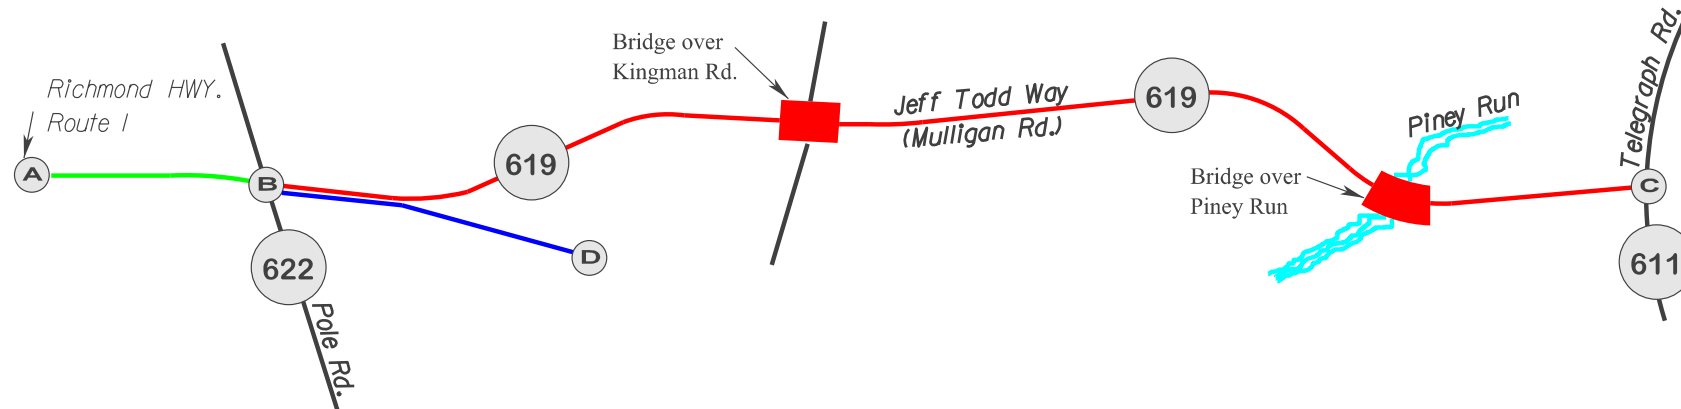 Richmond HWY.
Route 1
A
B
622
Pole Rd.
D
619
Bridge over
Kingman Rd.
Jeff Todd Way
(Mulligan Rd.)
619
Piney Run
Bridge over
Piney Run
Telegraph Rd.
C
611